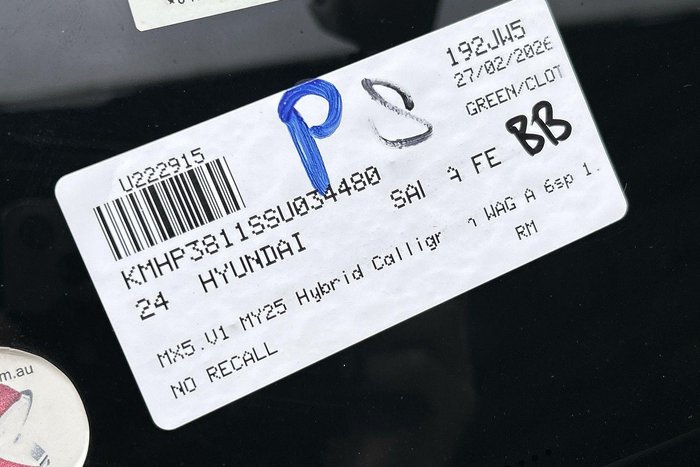 U222915
192JW5
27/02/2026
GREEN/CLOT
P S
BB
KMHP3811SSU034480
24 HYUNDAI
FE
MX5.V1 MY25 Hybrid Calligr WAG A 6sp 1.
NO RECALL
RM
m.au